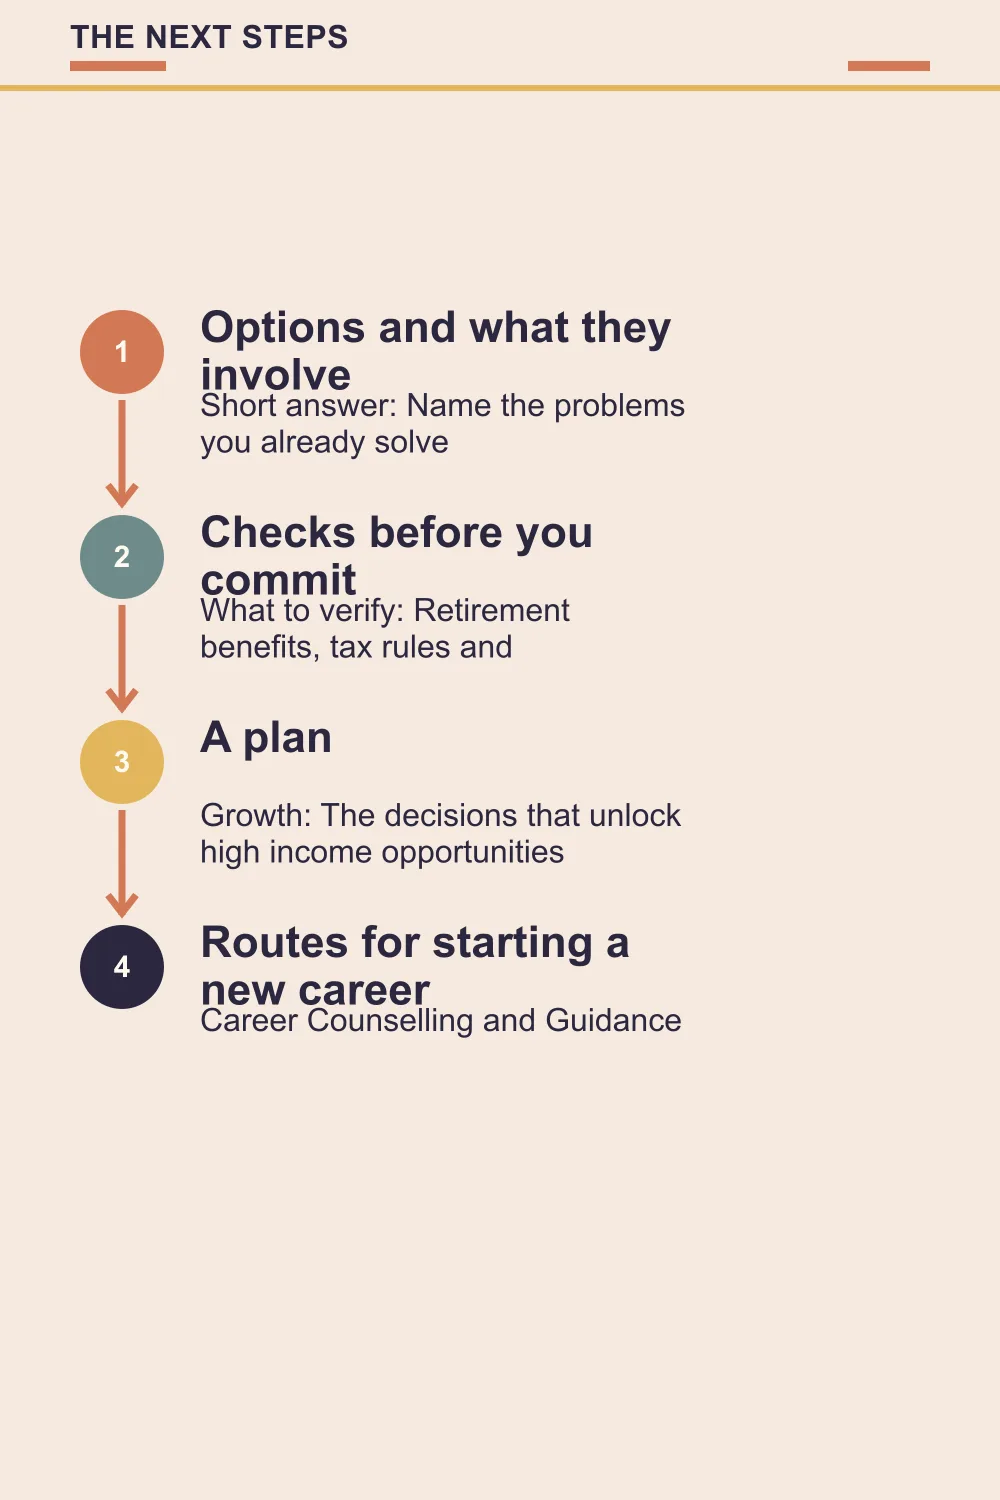 THE NEXT STEPS
1
Options and what they
involve
Short answer: Name the problems
you already solve
2
Checks before you
commit
What to verify: Retirement
benefits, tax rules and
3
A plan
Growth: The decisions that unlock
high income opportunities
4
Routes for starting a
new career
Career Counselling and Guidance